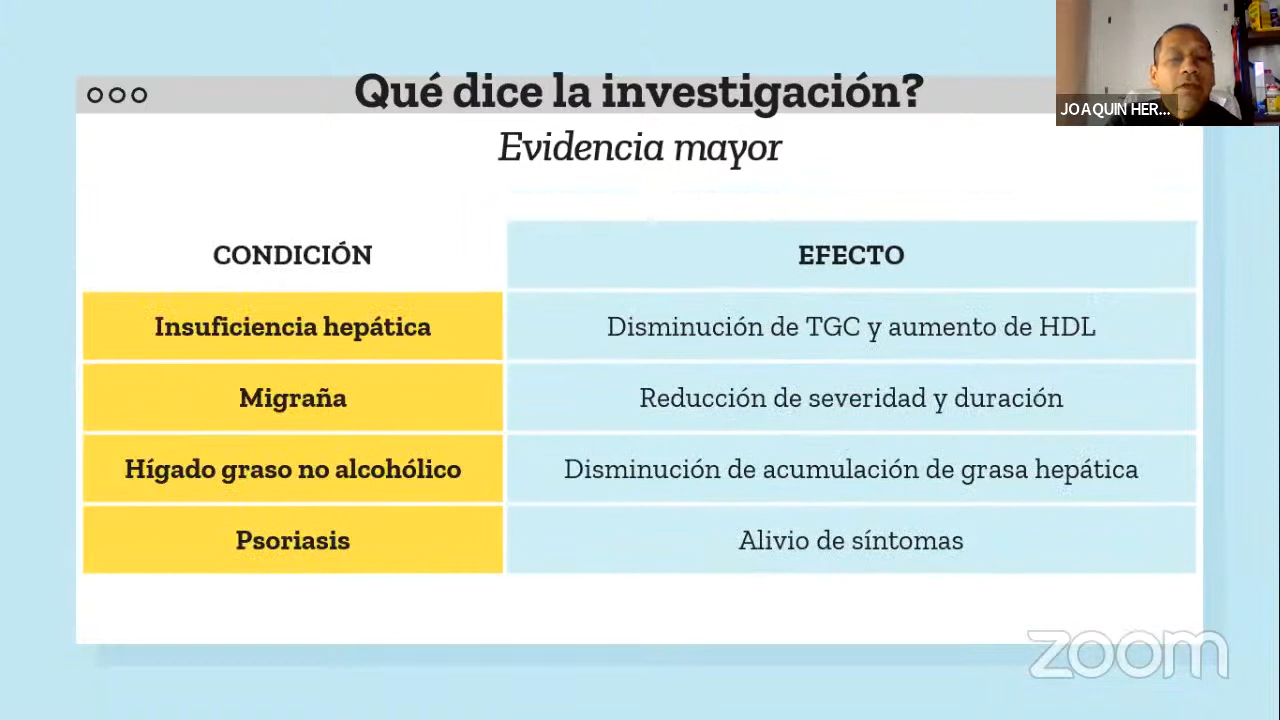 Qué dice la investigación?
Evidencia mayor
JOAQUIN HER...
CONDICIÓN EFECTO
Insuficiencia hepática Disminución de TGC y aumento de HDL
Migraña Reducción de severidad y duración
Hígado graso no alcohólico Disminución de acumulación de grasa hepática
Psoriasis Alivio de síntomas
zoom